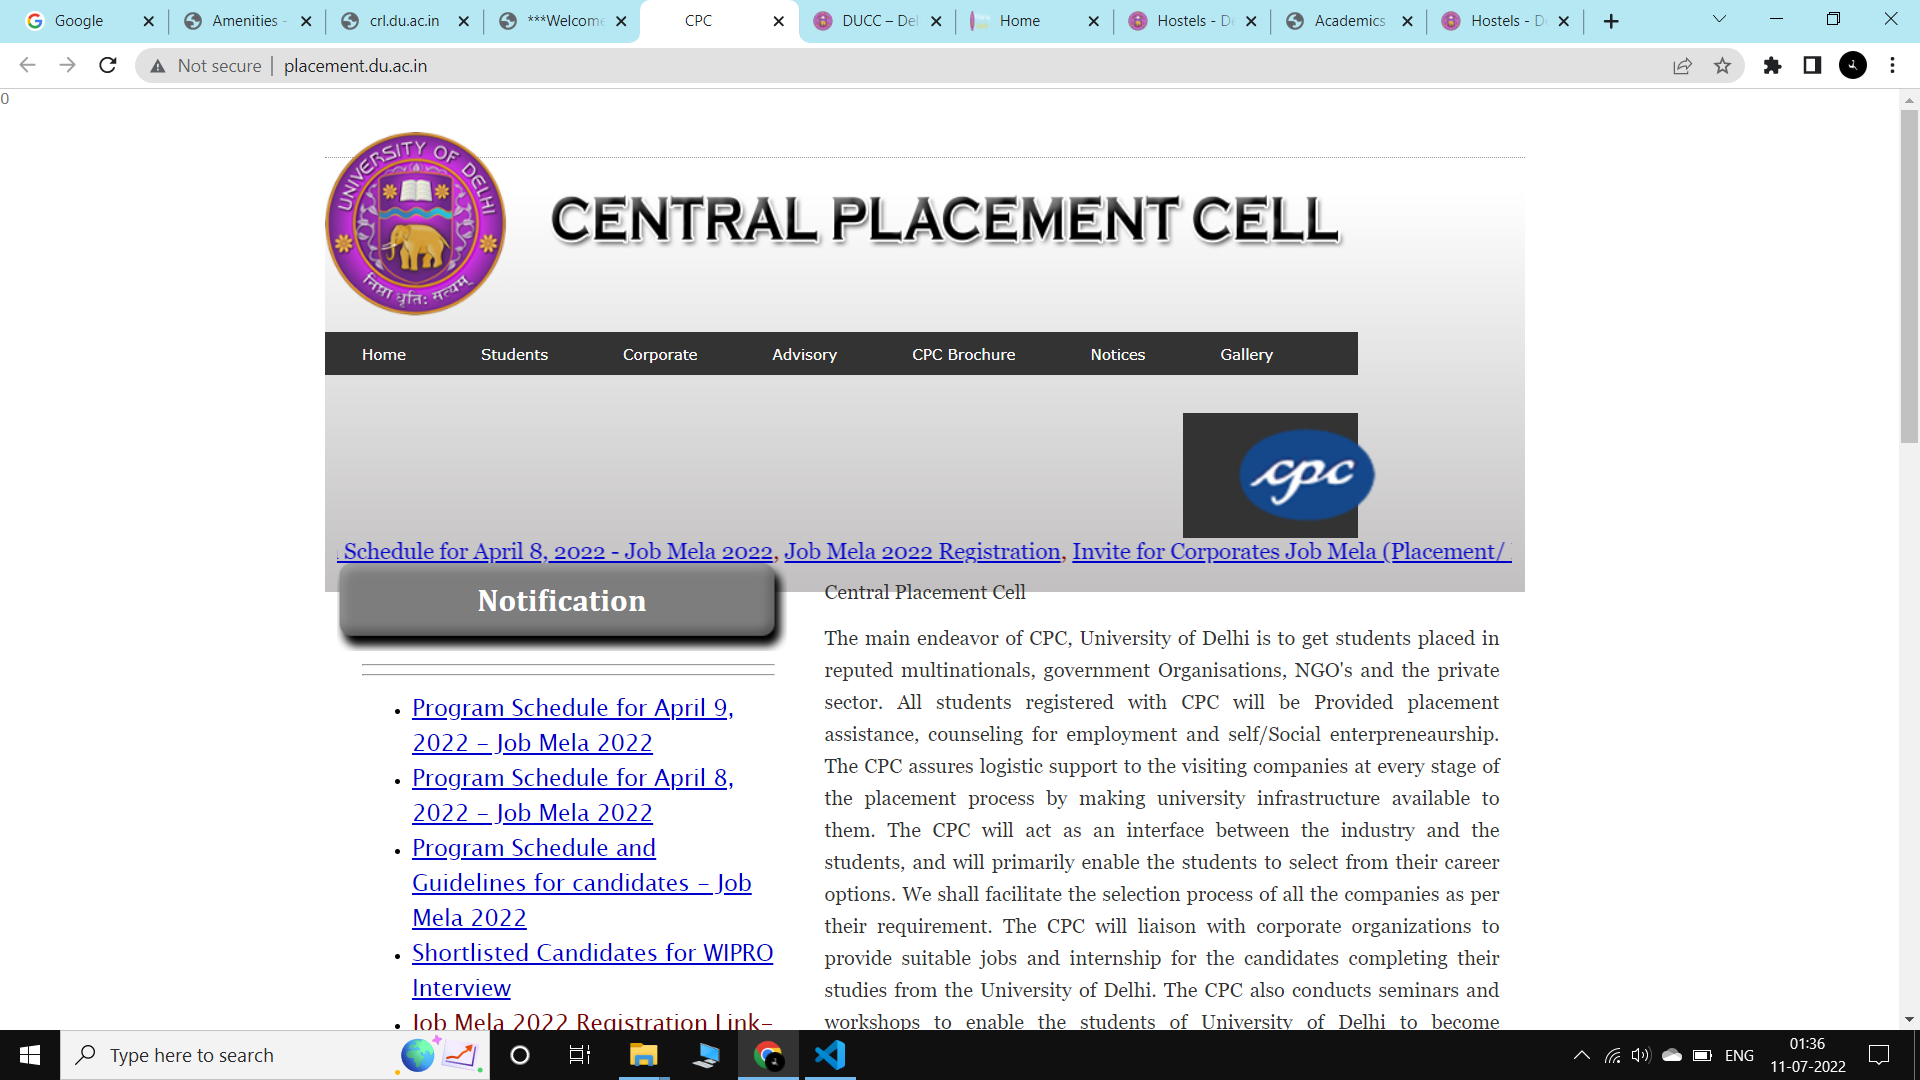 Google
Amenities -
crl.du.ac.in
***Welcome
CPC
DUCC – Del
Home
Hostels - De
Academics
Hostels - De
Not secure
placement.du.ac.in
0
UNIVERSITY OF DELHI
निष्ठा धृति: सत्यम्
CENTRAL PLACEMENT CELL
Home
Students
Corporate
Advisory
CPC Brochure
Notices
Gallery
cpc
Schedule for April 8, 2022 - Job Mela 2022, Job Mela 2022 Registration, Invite for Corporates Job Mela (Placement/
Notification
Program Schedule for April 9,
2022 – Job Mela 2022
Program Schedule for April 8,
2022 – Job Mela 2022
Program Schedule and
Guidelines for candidates – Job
Mela 2022
Shortlisted Candidates for WIPRO
Interview
Job Mela 2022 Registration Link–
Central Placement Cell
The main endeavor of CPC, University of Delhi is to get students placed in
reputed multinationals, government Organisations, NGO's and the private
sector. All students registered with CPC will be Provided placement
assistance, counseling for employment and self/Social enterpreneaurship.
The CPC assures logistic support to the visiting companies at every stage of
the placement process by making university infrastructure available to
them. The CPC will act as an interface between the industry and the
students, and will primarily enable the students to select from their career
options. We shall facilitate the selection process of all the companies as per
their requirement. The CPC will liaison with corporate organizations to
provide suitable jobs and internship for the candidates completing their
studies from the University of Delhi. The CPC also conducts seminars and
workshops to enable the students of University of Delhi to become
Type here to search
ENG
01:36
11-07-2022